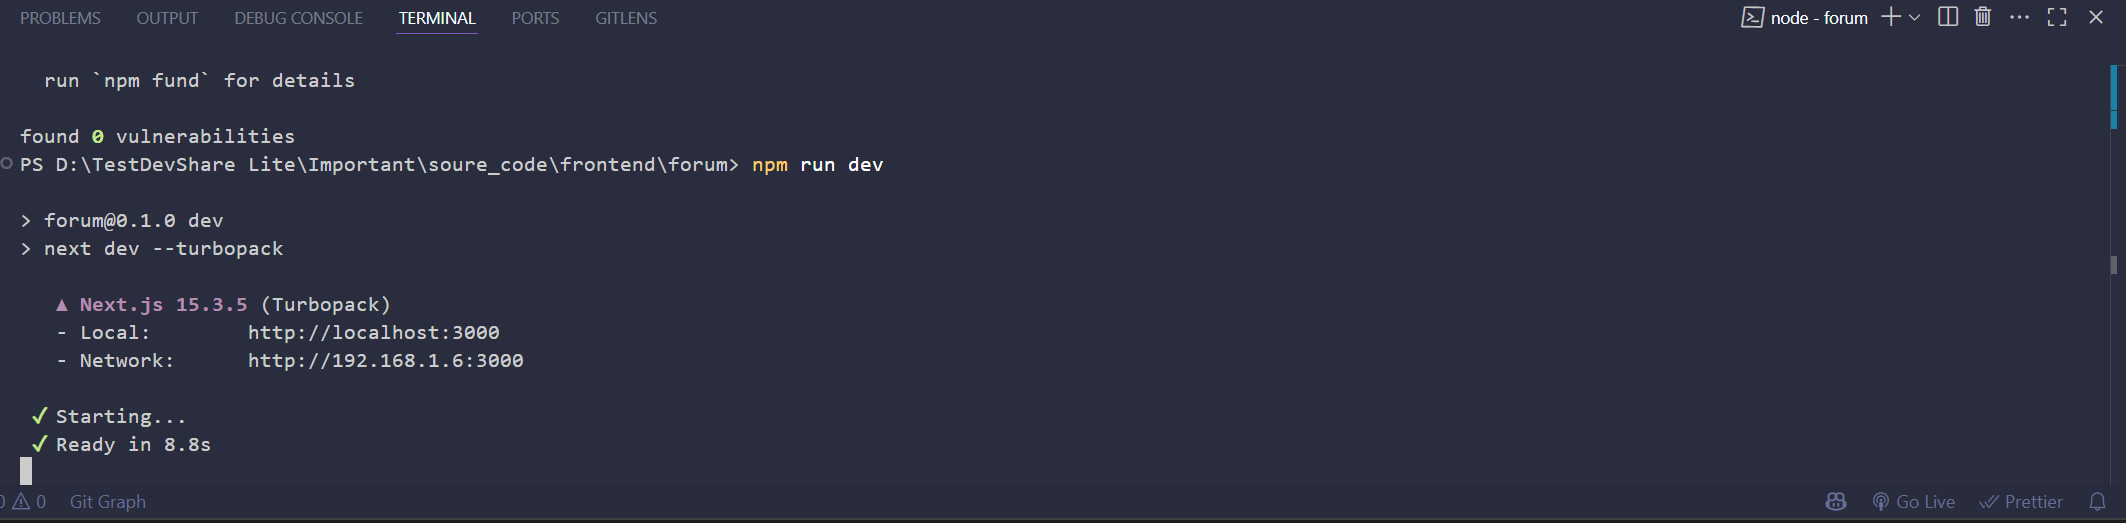 PROBLEMS OUTPUT DEBUG CONSOLE TERMINAL PORTS GITLENS node - forum
run `npm fund` for details
found 0 vulnerabilities
PS D:\TestDevShare Lite\Important\soure_code\frontend\forum> npm run dev
> forum@0.1.0 dev
> next dev --turbopack
▲ Next.js 15.3.5 (Turbopack)
- Local: http://localhost:3000
- Network: http://192.168.1.6:3000
✓ Starting...
✓ Ready in 8.8s
0 0 Git Graph Go Live Prettier